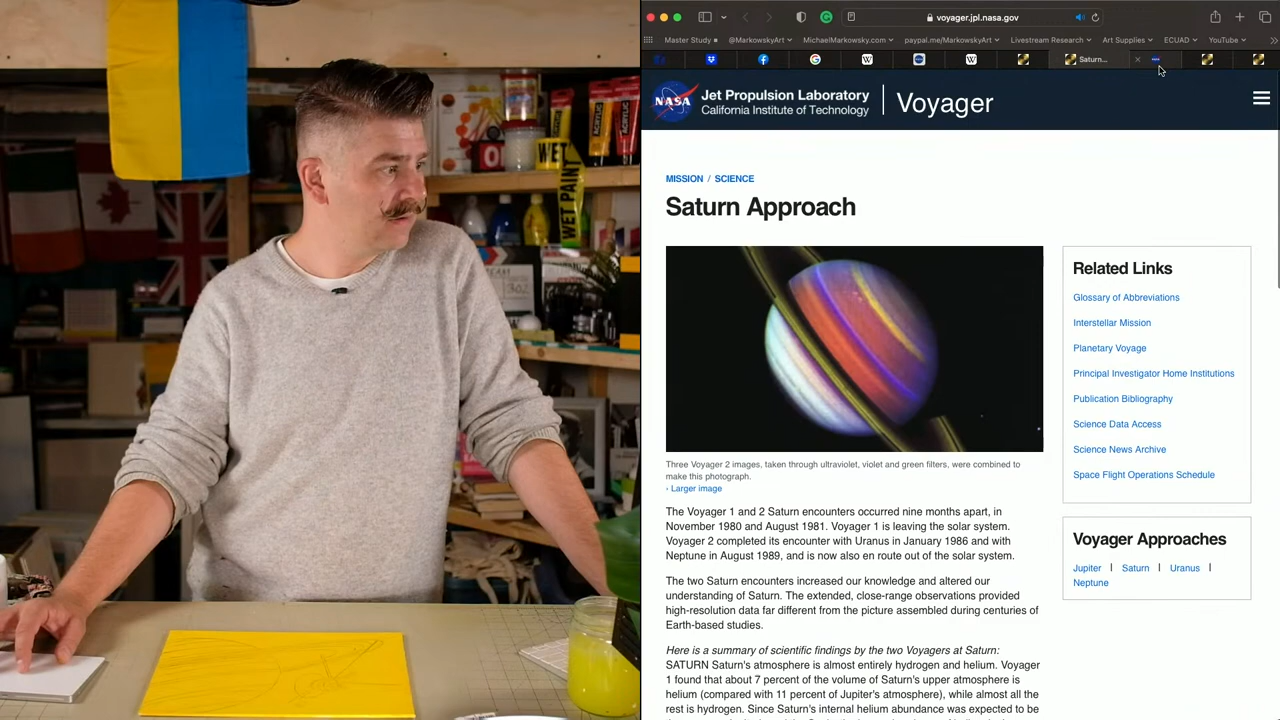 voyager.jpl.nasa.gov
Master Study
@MarkowskyArt
MichaelMarkowsky.com
paypal.me/MarkowskyArt
Livestream Research
Art Supplies
ECUAD
YouTube
Saturn...
NASA
Jet Propulsion Laboratory
California Institute of Technology
Voyager
MISSION / SCIENCE
Saturn Approach
Three Voyager 2 images, taken through ultraviolet, violet and green filters, were combined to
make this photograph.
› Larger image
The Voyager 1 and 2 Saturn encounters occurred nine months apart, in
November 1980 and August 1981. Voyager 1 is leaving the solar system.
Voyager 2 completed its encounter with Uranus in January 1986 and with
Neptune in August 1989, and is now also en route out of the solar system.
The two Saturn encounters increased our knowledge and altered our
understanding of Saturn. The extended, close-range observations provided
high-resolution data far different from the picture assembled during centuries of
Earth-based studies.
Here is a summary of scientific findings by the two Voyagers at Saturn:
SATURN Saturn's atmosphere is almost entirely hydrogen and helium. Voyager
1 found that about 7 percent of the volume of Saturn's upper atmosphere is
helium (compared with 11 percent of Jupiter's atmosphere), while almost all the
rest is hydrogen. Since Saturn's internal helium abundance was expected to be
Related Links
Glossary of Abbreviations
Interstellar Mission
Planetary Voyage
Principal Investigator Home Institutions
Publication Bibliography
Science Data Access
Science News Archive
Space Flight Operations Schedule
Voyager Approaches
Jupiter | Saturn | Uranus |
Neptune
WET
PAINT
WET PAINT
ACRYLIC
ACRYLIC